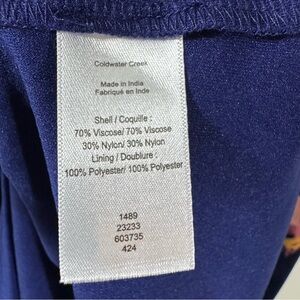 Coldwater Creek
Made in India
Fabriqué en Inde
Shell / Coquille :
70% Viscose/ 70% Viscose
30% Nylon/ 30% Nylon
Lining / Doublure :
100% Polyester/ 100% Polyester
1489
23233
603735
424